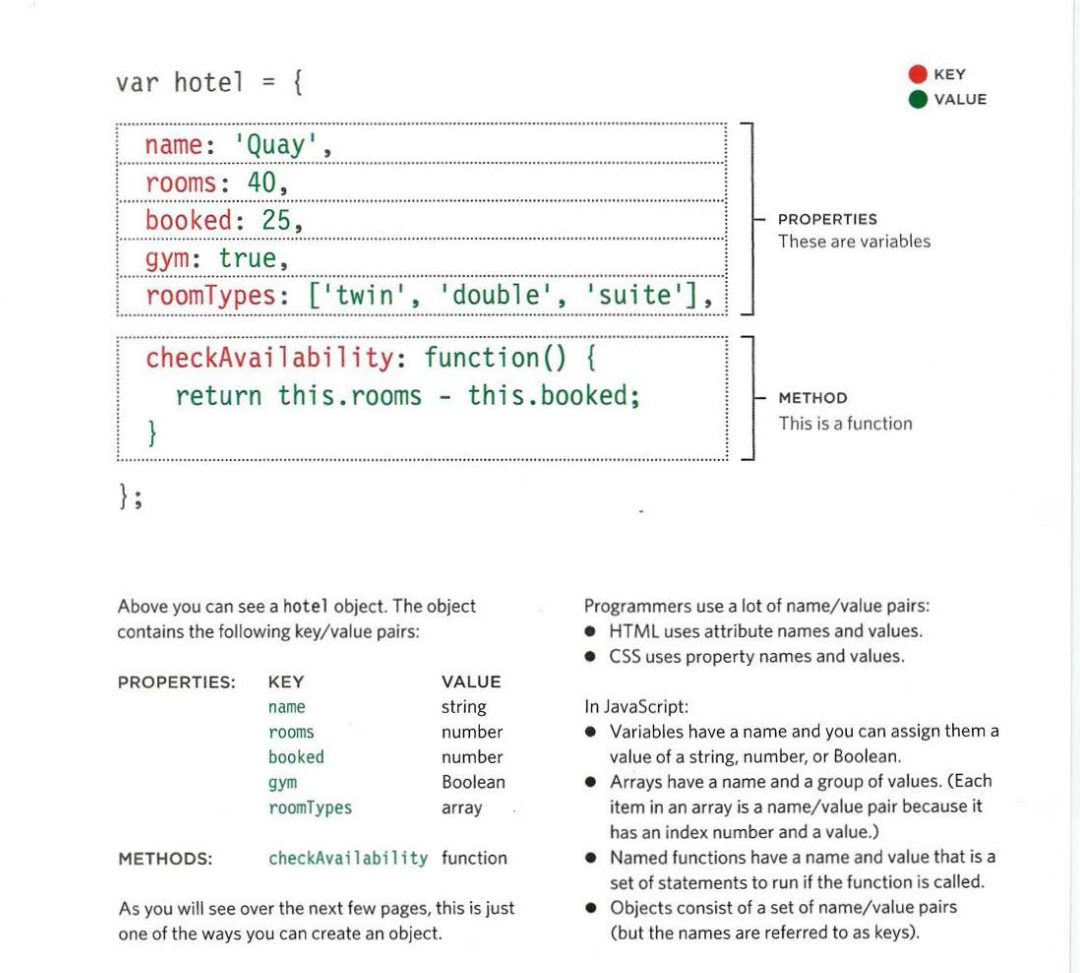 var hotel = {
KEY
VALUE
name: 'Quay',
rooms: 40,
booked: 25,
gym: true,
roomTypes: ['twin', 'double', 'suite'],
PROPERTIES
These are variables
checkAvailability: function() {
return this.rooms - this.booked;
}
METHOD
This is a function
};
Above you can see a hotel object. The object
contains the following key/value pairs:
PROPERTIES: KEY VALUE
name string
rooms number
booked number
gym Boolean
roomTypes array
METHODS: checkAvailability function
As you will see over the next few pages, this is just
one of the ways you can create an object.
Programmers use a lot of name/value pairs:
● HTML uses attribute names and values.
● CSS uses property names and values.
In JavaScript:
● Variables have a name and you can assign them a
value of a string, number, or Boolean.
● Arrays have a name and a group of values. (Each
item in an array is a name/value pair because it
has an index number and a value.)
● Named functions have a name and value that is a
set of statements to run if the function is called.
● Objects consist of a set of name/value pairs
(but the names are referred to as keys).